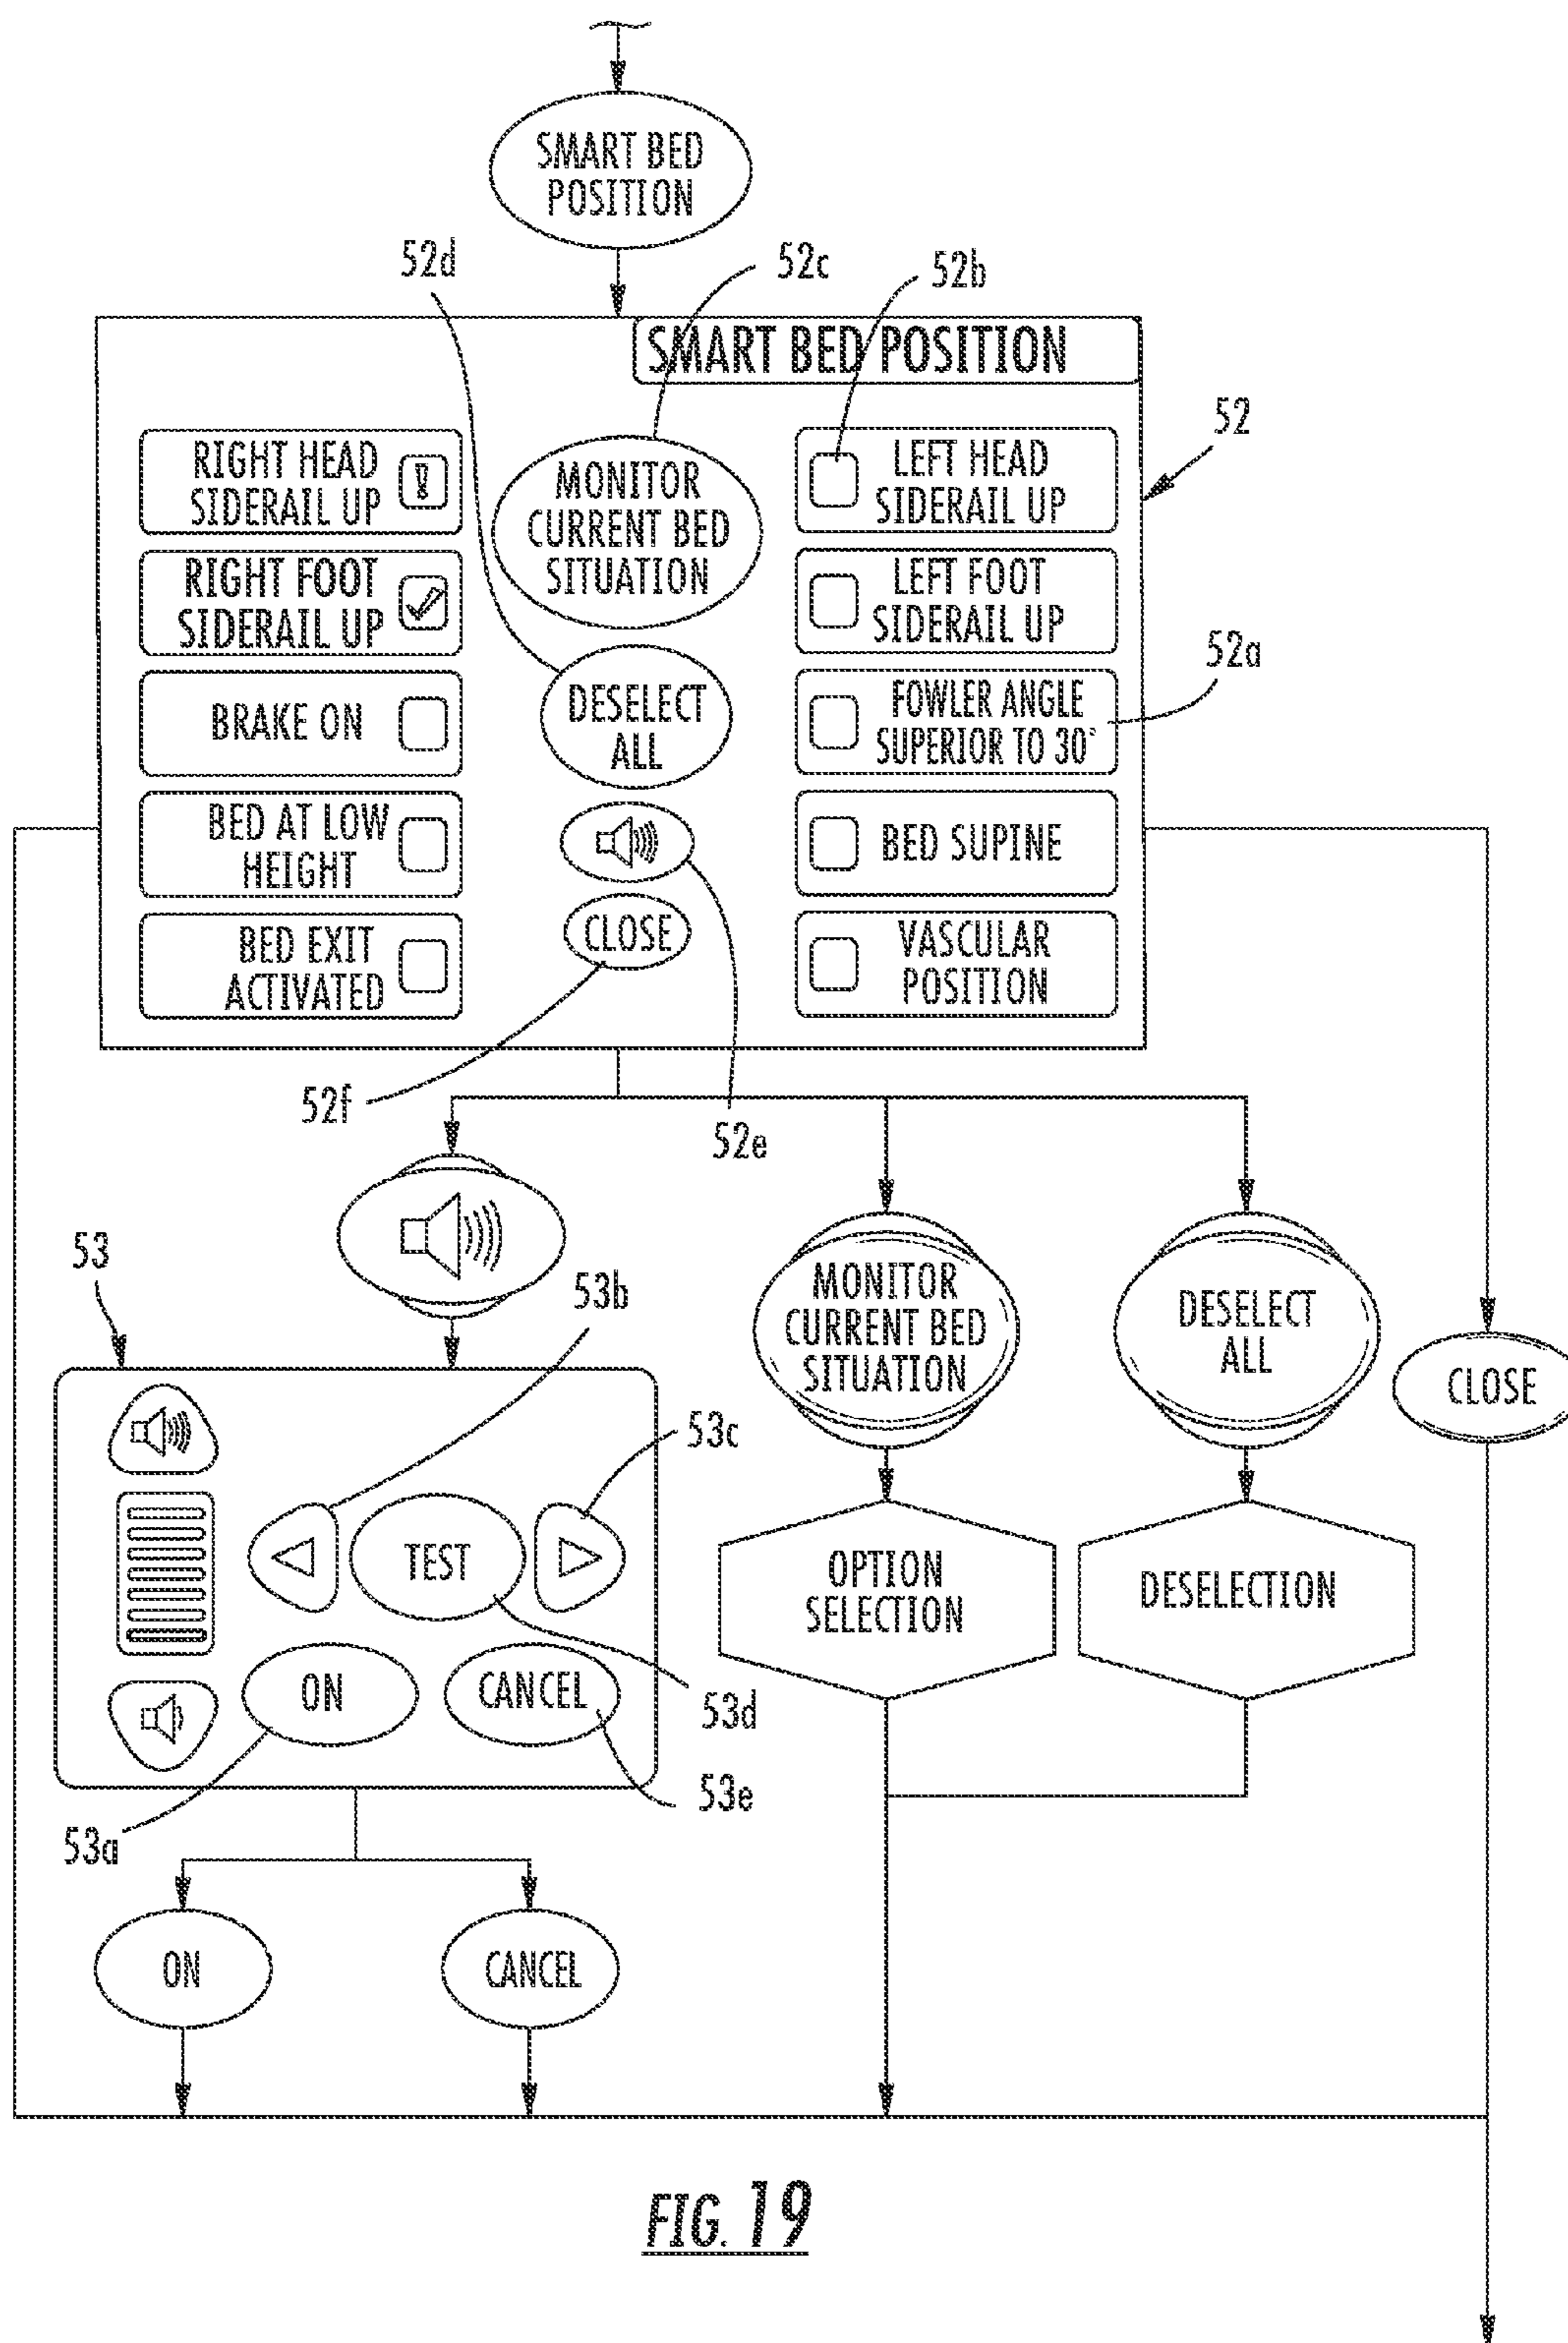 SMART BED
POSITION
52d
52c
52b
SMART BED POSITION
52
RIGHT HEAD
SIDERAIL UP
!
MONITOR
CURRENT BED
SITUATION
LEFT HEAD
SIDERAIL UP
RIGHT FOOT
SIDERAIL UP
LEFT FOOT
SIDERAIL UP
52a
BRAKE ON
DESELECT
ALL
FOWLER ANGLE
SUPERIOR TO 30°
BED AT LOW
HEIGHT
BED SUPINE
BED EXIT
ACTIVATED
CLOSE
VASCULAR
POSITION
52f
52e
53
53b
MONITOR
CURRENT BED
SITUATION
DESELECT
ALL
CLOSE
53c
TEST
OPTION
SELECTION
DESELECTION
ON
CANCEL
53d
53e
53a
ON
CANCEL
FIG. 19